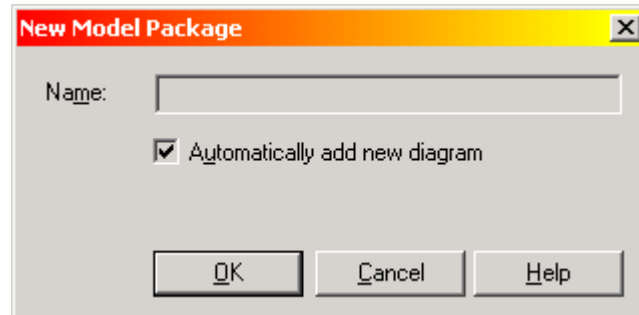 New Model Package
Name:
Automatically add new diagram
OK Cancel Help